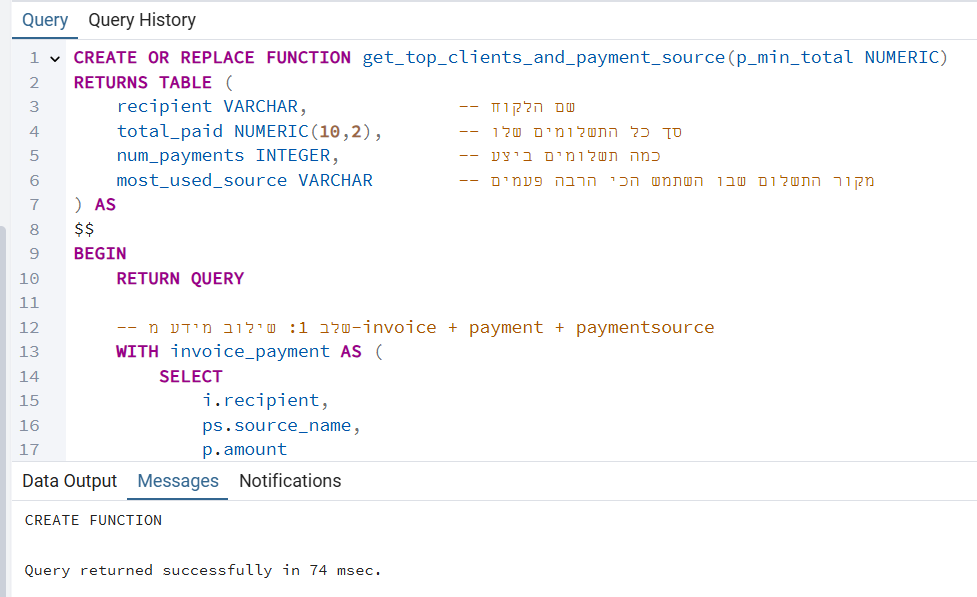 Query Query History
1 CREATE OR REPLACE FUNCTION get_top_clients_and_payment_source(p_min_total NUMERIC)
2 RETURNS TABLE (
3 recipient VARCHAR, -- שם הלקוח
4 total_paid NUMERIC(10,2), -- סך כל התשלומים שלו
5 num_payments INTEGER, -- כמה תשלומים ביצע
6 most_used_source VARCHAR -- מקור התשלום שבו השתמש הכי הרבה פעמים
7 ) AS
8 $$
9 BEGIN
10 RETURN QUERY
11
12 -- שלב 1: שילוב מידע מ-invoice + payment + paymentsource
13 WITH invoice_payment AS (
14 SELECT
15 i.recipient,
16 ps.source_name,
17 p.amount
Data Output Messages Notifications
CREATE FUNCTION
Query returned successfully in 74 msec.